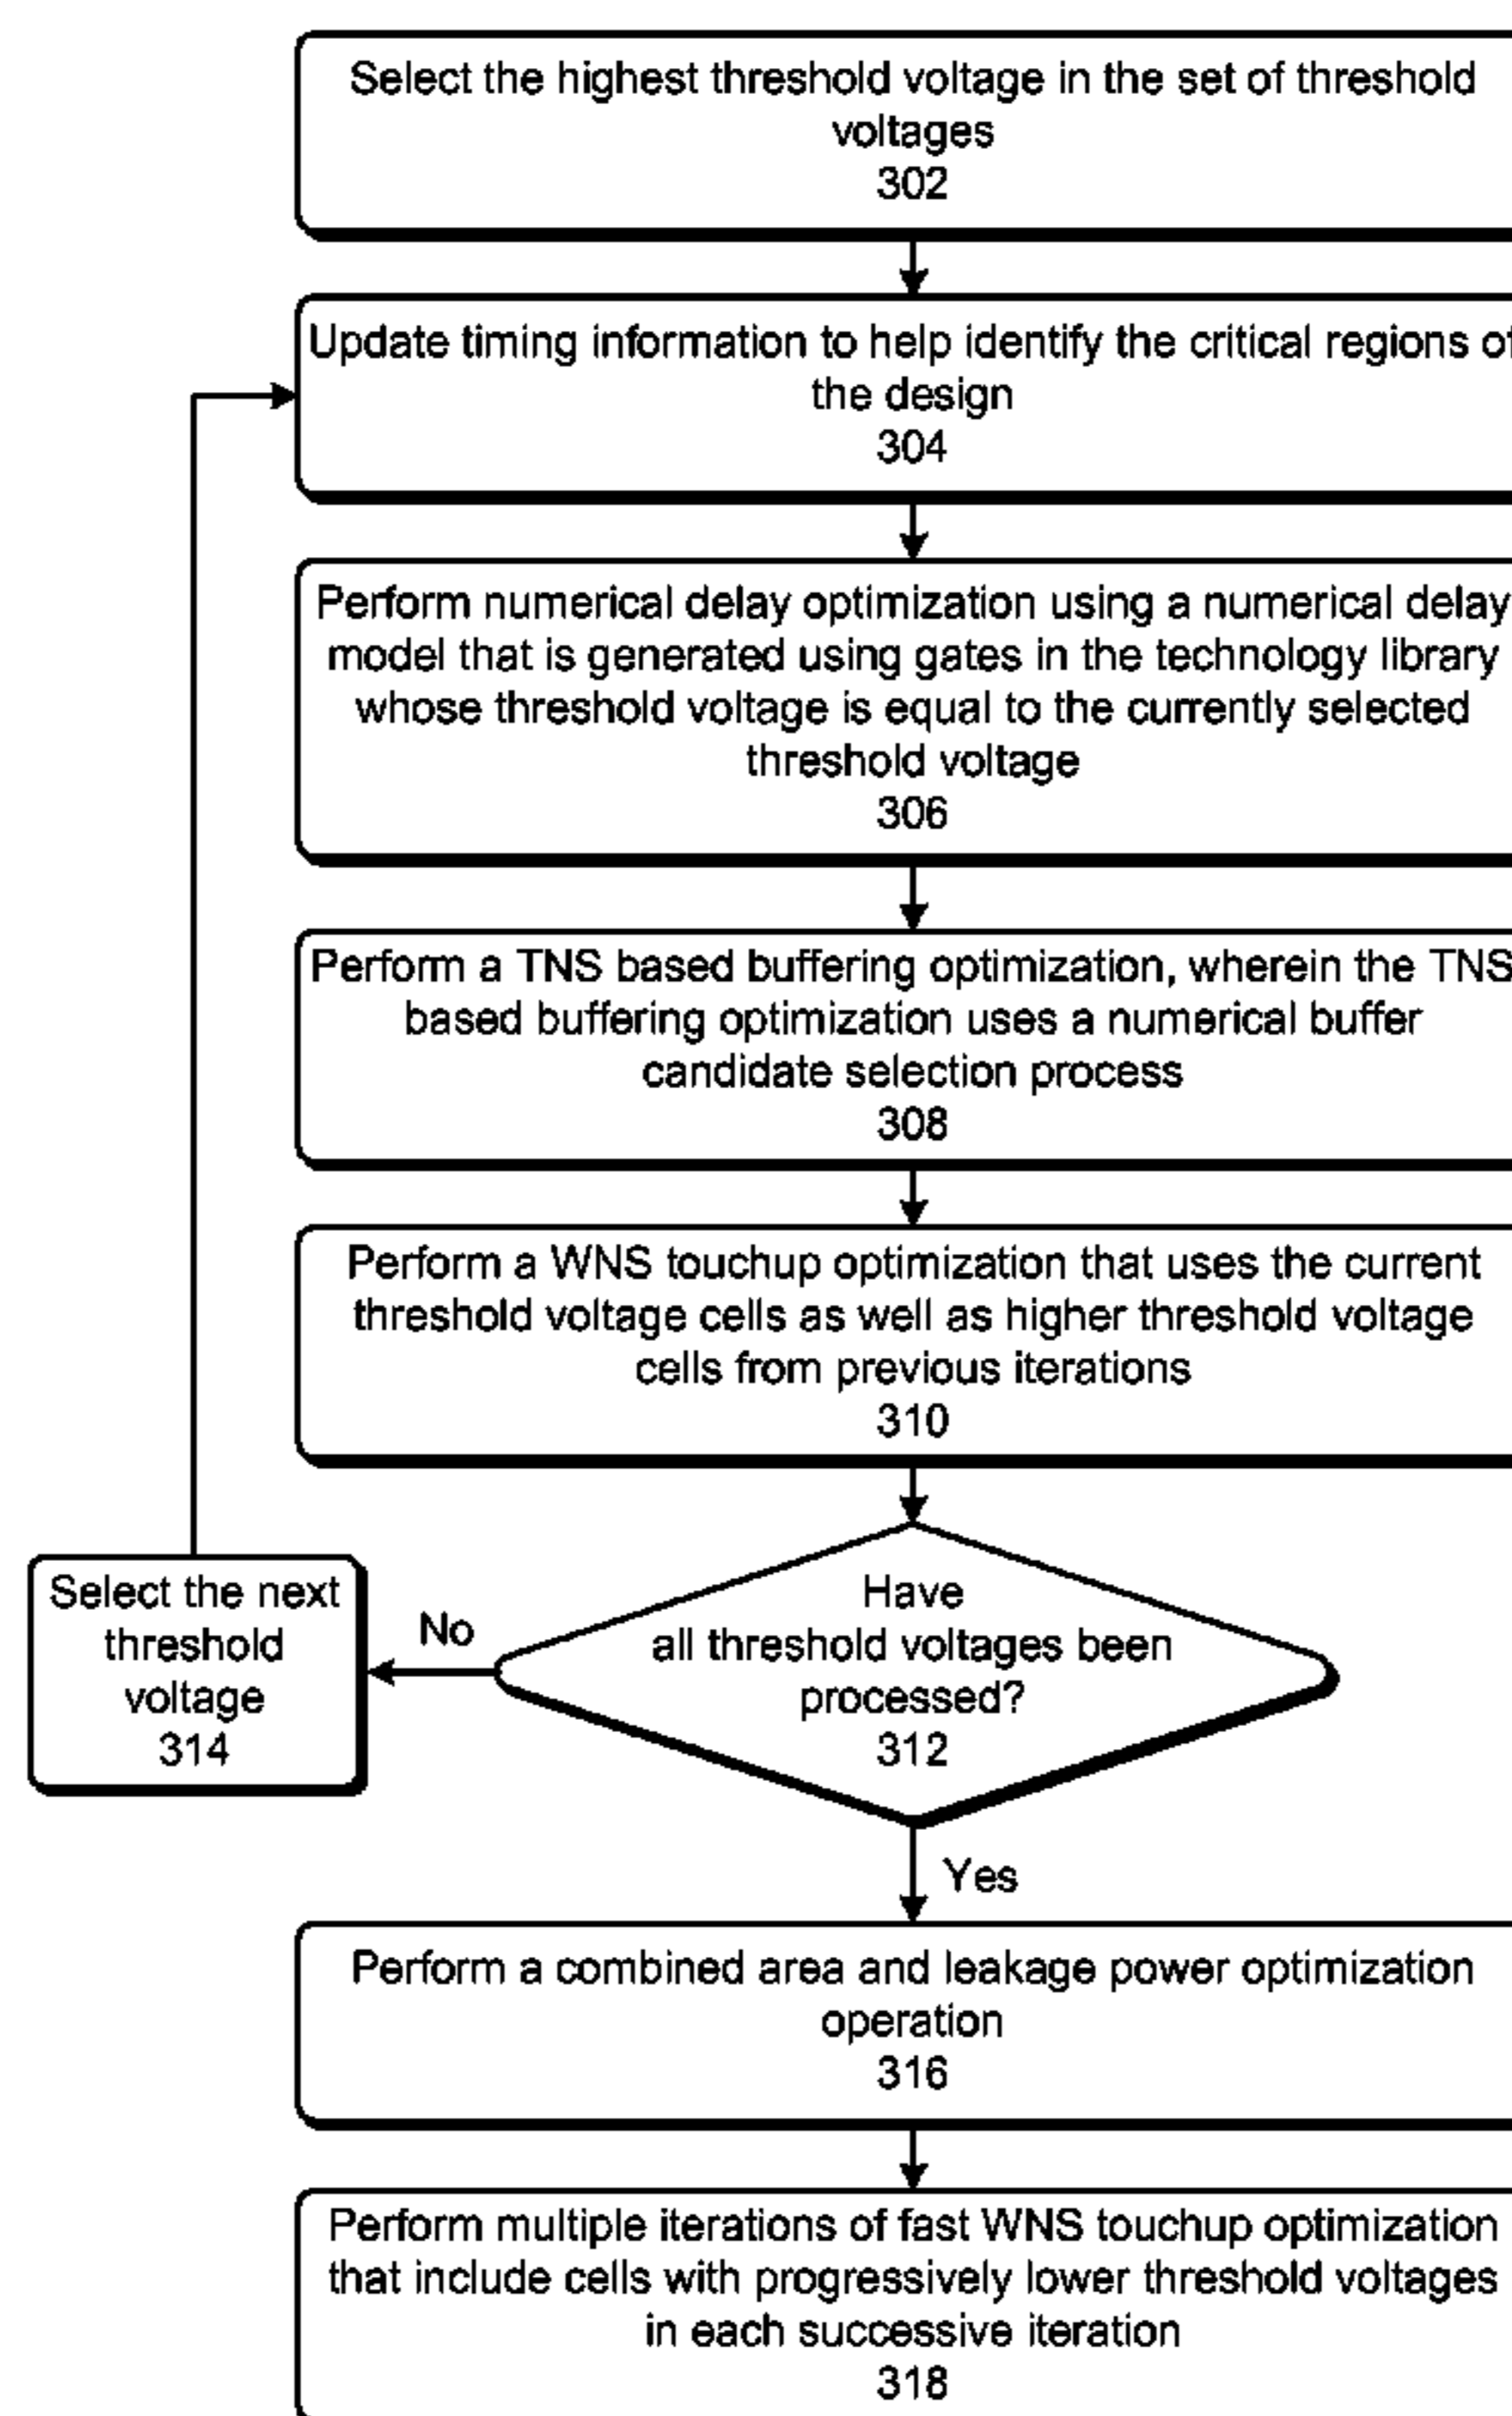 Select the highest threshold voltage in the set of threshold
voltages
302
Update timing information to help identify the critical regions of
the design
304
Perform numerical delay optimization using a numerical delay
model that is generated using gates in the technology library
whose threshold voltage is equal to the currently selected
threshold voltage
306
Perform a TNS based buffering optimization, wherein the TNS
based buffering optimization uses a numerical buffer
candidate selection process
308
Perform a WNS touchup optimization that uses the current
threshold voltage cells as well as higher threshold voltage
cells from previous iterations
310
Have
all threshold voltages been
processed?
312
No
Select the next
threshold
voltage
314
Yes
Perform a combined area and leakage power optimization
operation
316
Perform multiple iterations of fast WNS touchup optimization
that include cells with progressively lower threshold voltages
in each successive iteration
318